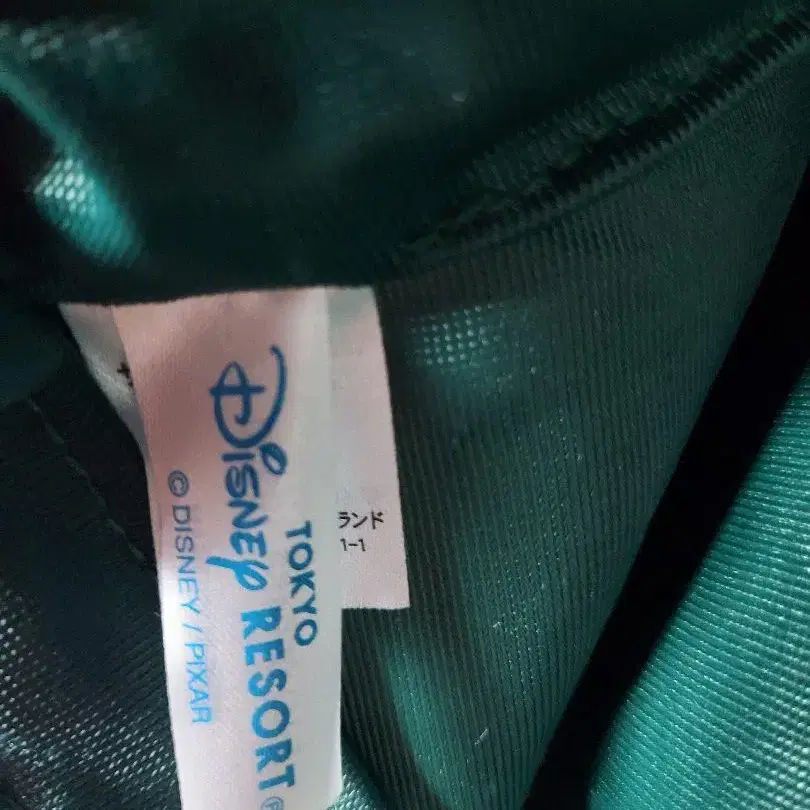 TOKYO
Disney RESORT®
© DISNEY / PIXAR
ランド
1-1